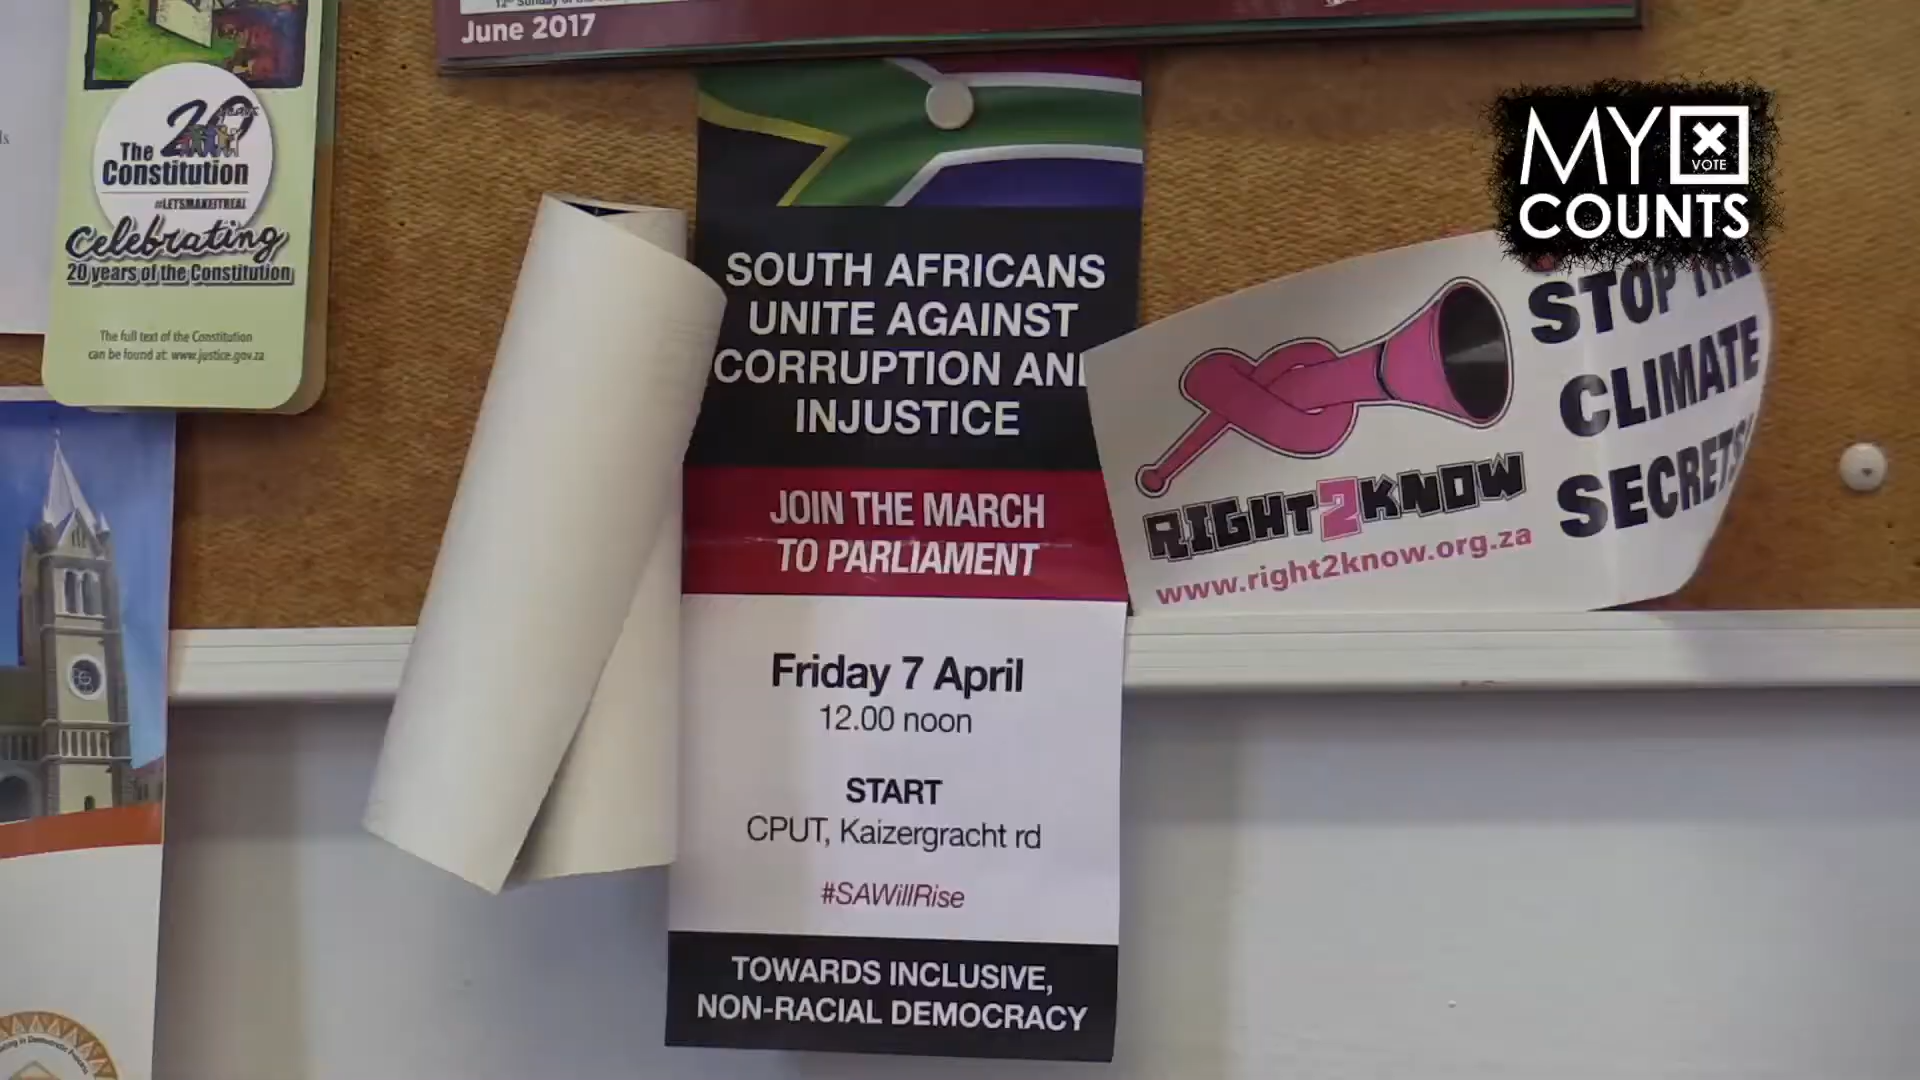 June 2017
20
years
The
Constitution
#LETSMAKEITREAL
Celebrating
20 years of the Constitution
The full text of the Constitution
can be found at: www.justice.gov.za
SOUTH AFRICANS
UNITE AGAINST
CORRUPTION AN
INJUSTICE
JOIN THE MARCH
TO PARLIAMENT
Friday 7 April
12.00 noon
START
CPUT, Kaizergracht rd
#SAWillRise
TOWARDS INCLUSIVE,
NON-RACIAL DEMOCRACY
RIGHT2KNOW
www.right2know.org.za
STOP THE
CLIMATE
SECRETS!
MY
VOTE
COUNTS